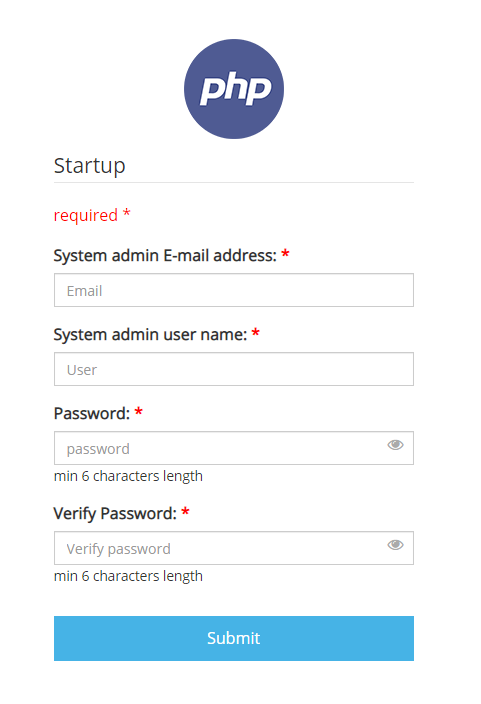 php
Startup
required *
System admin E-mail address: *
Email
System admin user name: *
User
Password: *
password
min 6 characters length
Verify Password: *
Verify password
min 6 characters length
Submit